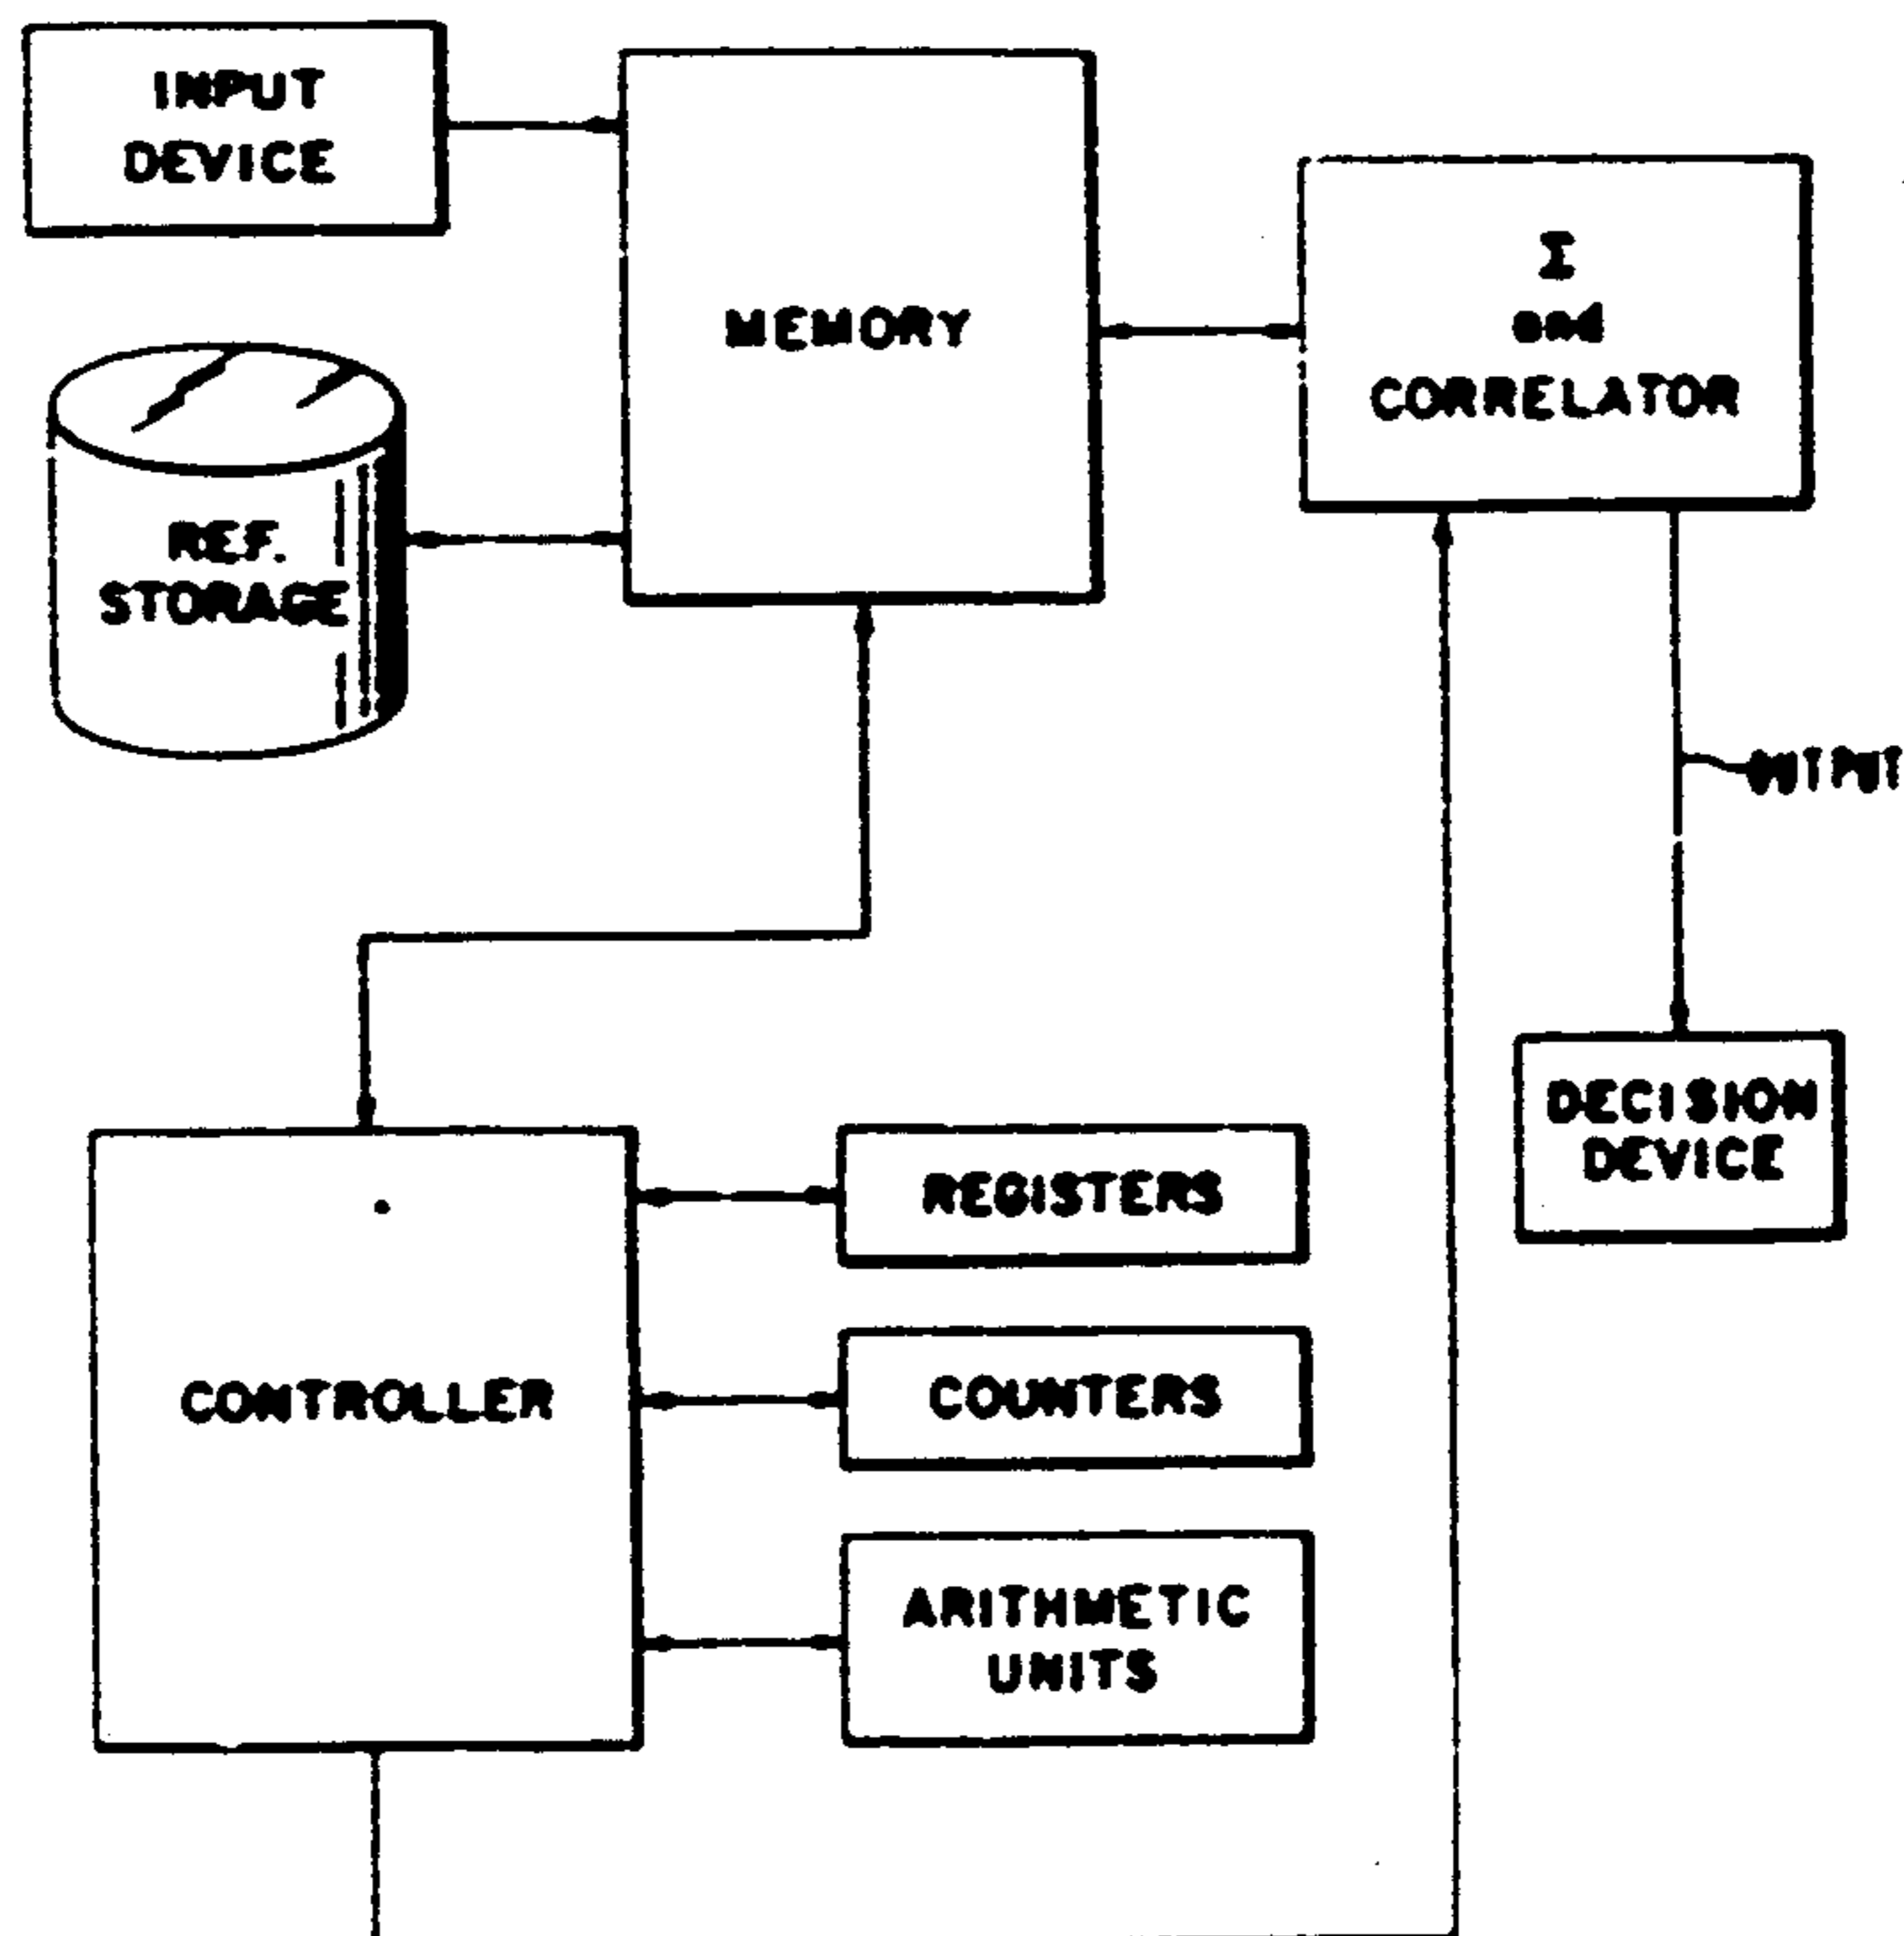 INPUT
DEVICE
MEMORY
Σ
and
CORRELATOR
REF.
STORAGE
OUTPUT
DECISION
DEVICE
REGISTERS
CONTROLLER
COUNTERS
ARITHMETIC
UNITS